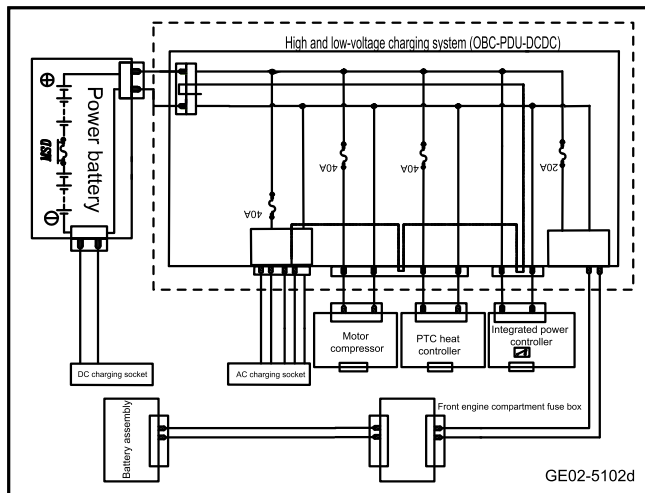 High and low-voltage charging system (OBC-PDU-DCDC)
Power battery
MSD
40A
40A
40A
20A
Motor
compressor
PTC heat
controller
Integrated power
controller
DC charging socket
AC charging socket
Battery assembly
Front engine compartment fuse box
GE02-5102d